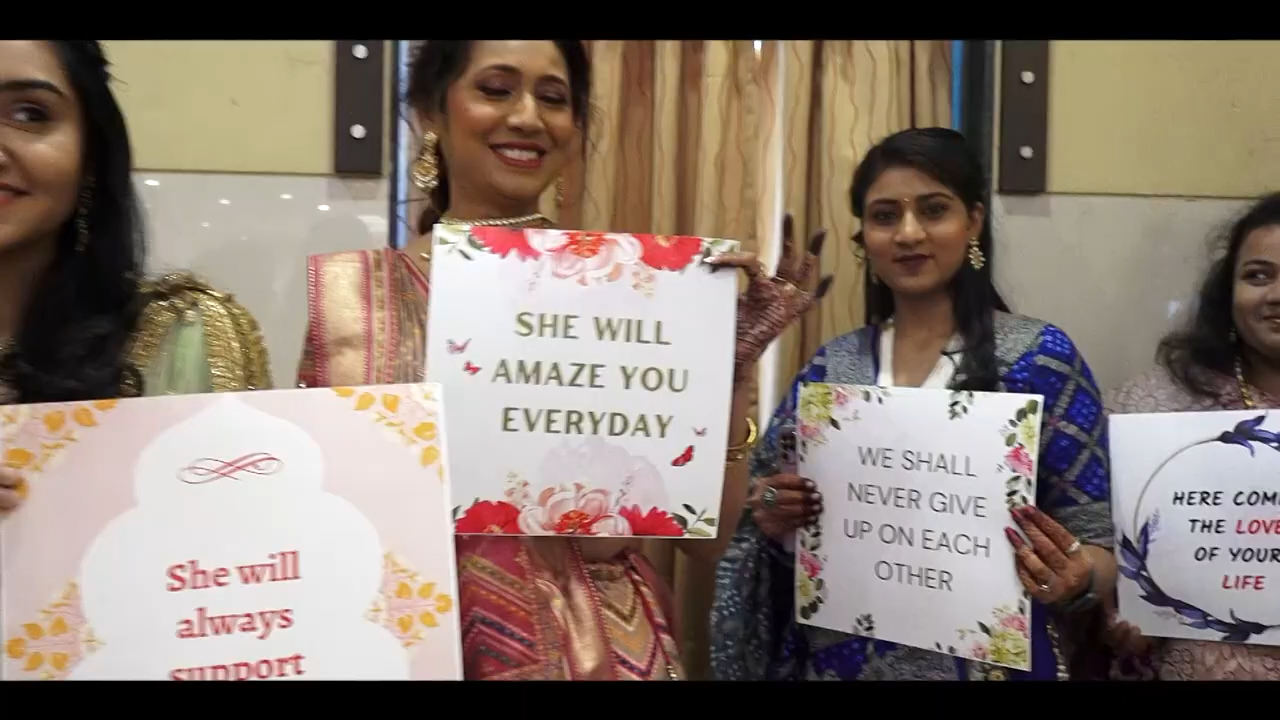 She will
always
support
SHE WILL
AMAZE YOU
EVERYDAY
WE SHALL
NEVER GIVE
UP ON EACH
OTHER
HERE
THE LOVE
OF YOUR
LIFE